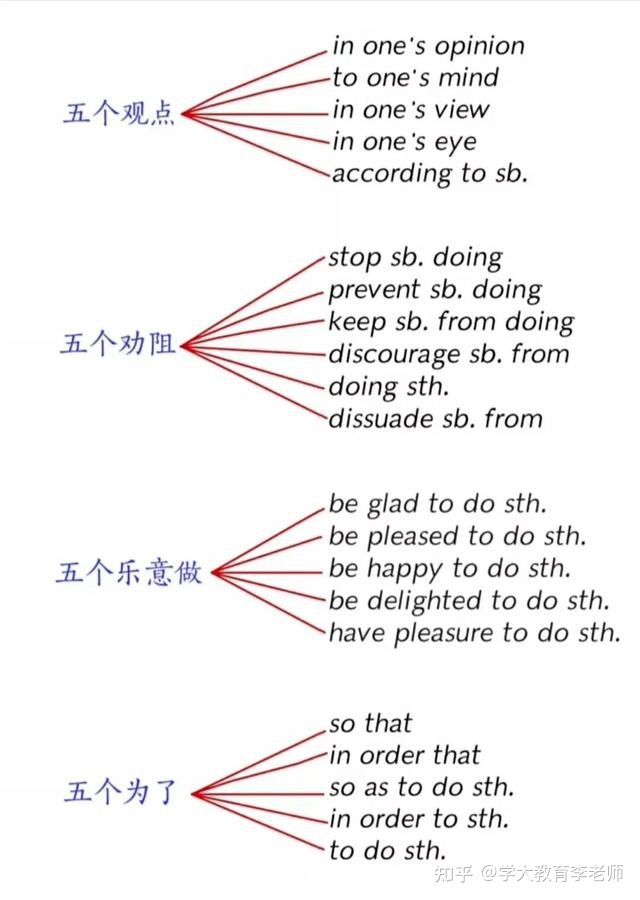 五个观点
in one's opinion
to one's mind
in one's view
in one's eye
according to sb.
五个劝阻
stop sb. doing
prevent sb. doing
keep sb. from doing
discourage sb. from
doing sth.
dissuade sb. from
五个乐意做
be glad to do sth.
be pleased to do sth.
be happy to do sth.
be delighted to do sth.
have pleasure to do sth.
五个为了
so that
in order that
so as to do sth.
in order to sth.
to do sth.
知乎 @学大教育李老师